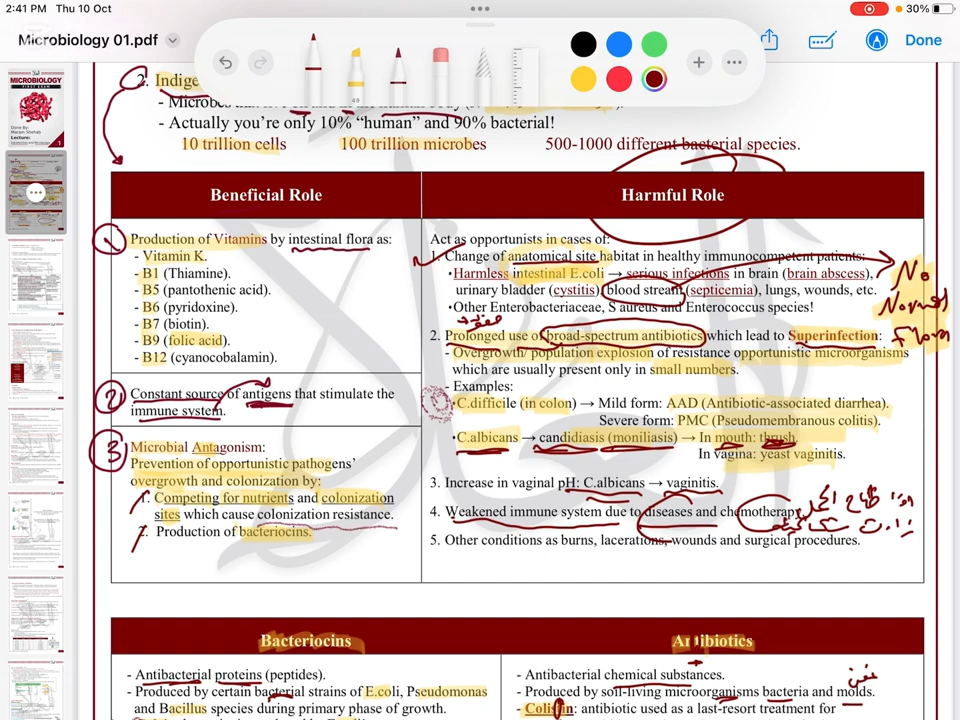 2:41 PM Thu 10 Oct
30%
Microbiology 01.pdf
Done
MICROBIOLOGY
2. Indige
- Actually you're only 10% “human” and 90% bacterial!
10 trillion cells 100 trillion microbes 500-1000 different bacterial species.
Beneficial Role
Production of Vitamins by intestinal flora as:
- Vitamin K.
- B1 (Thiamine).
- B5 (pantothenic acid).
- B6 (pyridoxine).
- B7 (biotin).
- B9 (folic acid).
- B12 (cyanocobalamin).
Constant source of antigens that stimulate the
immune system.
Microbial Antagonism:
Prevention of opportunistic pathogens'
overgrowth and colonization by:
1. Competing for nutrients and colonization
sites which cause colonization resistance.
2. Production of bacteriocins.
Harmful Role
Act as opportunists in cases of:
1. Change of anatomical site habitat in healthy immunocompetent patients:
•Harmless intestinal E.coli → serious infections in brain (brain abscess),
urinary bladder (cystitis) blood stream (septicemia), lungs, wounds, etc.
•Other Enterobacteriaceae, S aureus and Enterococcus species!
No
Normal
Flora
2. Prolonged use of broad-spectrum antibiotics which lead to Superinfection:
- Overgrowth/ population explosion of resistance opportunistic microorganisms
which are usually present only in small numbers.
- Examples:
•C.difficile (in colon) → Mild form: AAD (Antibiotic-associated diarrhea).
Severe form: PMC (Pseudomembranous colitis).
•C.albicans → candidiasis (moniliasis) → In mouth: thrush.
In vagina: yeast vaginitis.
3. Increase in vaginal pH: C.albicans → vaginitis.
4. Weakened immune system due to diseases and chemotherapy.
5. Other conditions as burns, lacerations, wounds and surgical procedures.
Bacteriocins
- Antibacterial proteins (peptides).
- Produced by certain bacterial strains of E.coli, Pseudomonas
and Bacillus species during primary phase of growth.
Antibiotics
- Antibacterial chemical substances.
- Produced by soil-living microorganisms bacteria and molds.
عفن
- Colistin: antibiotic used as a last-resort treatment for